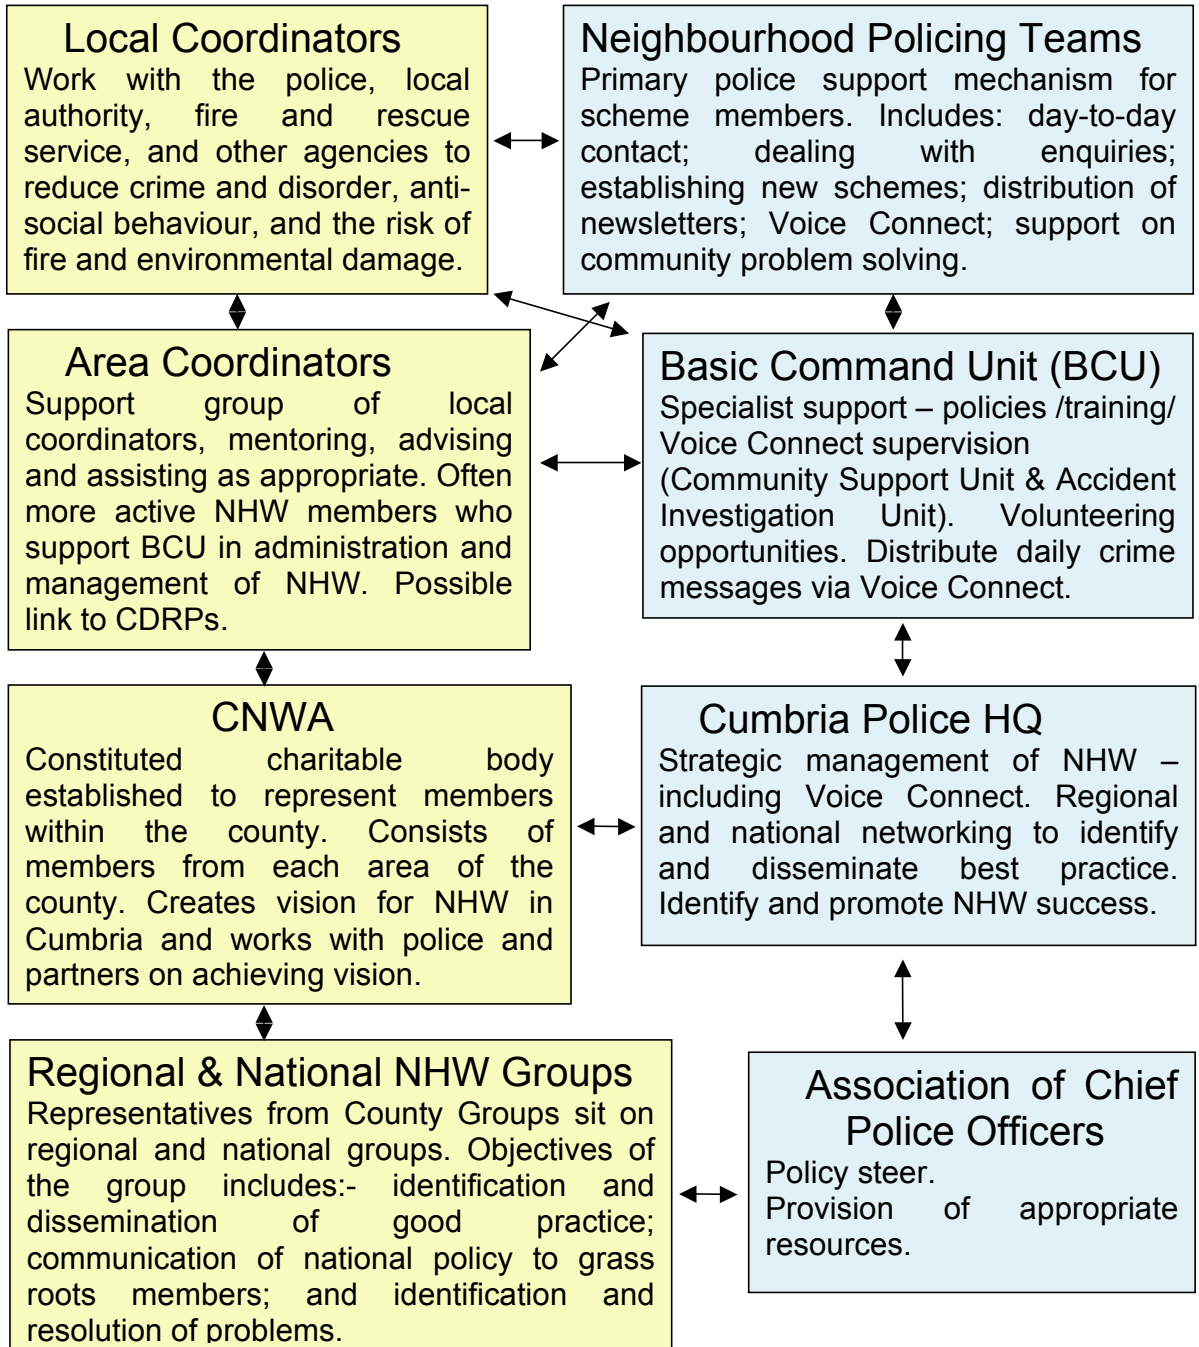 Local Coordinators
Work with the police, local
authority, fire and rescue
service, and other agencies to
reduce crime and disorder, anti-
social behaviour, and the risk of
fire and environmental damage.
Neighbourhood Policing Teams
Primary police support mechanism for
scheme members. Includes: day-to-day
contact; dealing with enquiries;
establishing new schemes; distribution of
newsletters; Voice Connect; support on
community problem solving.
Area Coordinators
Support group of local
coordinators, mentoring, advising
and assisting as appropriate. Often
more active NHW members who
support BCU in administration and
management of NHW. Possible
link to CDRPs.
Basic Command Unit (BCU)
Specialist support – policies /training/
Voice Connect supervision
(Community Support Unit & Accident
Investigation Unit). Volunteering
opportunities. Distribute daily crime
messages via Voice Connect.
CNWA
Constituted charitable body
established to represent members
within the county. Consists of
members from each area of the
county. Creates vision for NHW in
Cumbria and works with police and
partners on achieving vision.
Cumbria Police HQ
Strategic management of NHW –
including Voice Connect. Regional
and national networking to identify
and disseminate best practice.
Identify and promote NHW success.
Regional & National NHW Groups
Representatives from County Groups sit on
regional and national groups. Objectives of
the group includes:- identification and
dissemination of good practice;
communication of national policy to grass
roots members; and identification and
resolution of problems.
Association of Chief
Police Officers
Policy steer.
Provision of appropriate
resources.